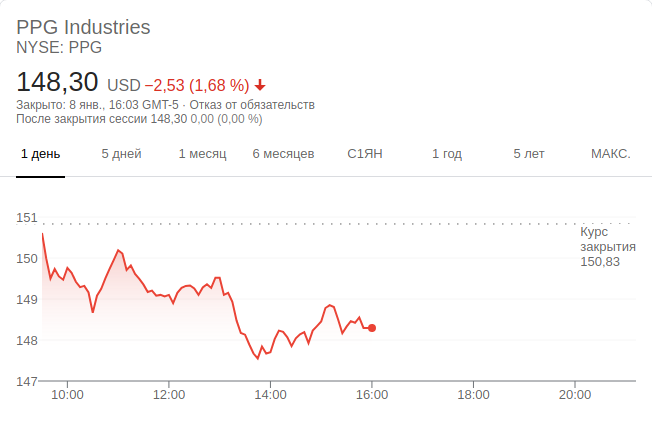 PPG Industries
NYSE: PPG
148,30 USD −2,53 (1,68 %)
Закрыто: 8 янв., 16:03 GMT-5 · Отказ от обязательств
После закрытия сессии 148,30 0,00 (0,00 %)
1 день 5 дней 1 месяц 6 месяцев С1ЯН 1 год 5 лет МАКС.
151
Курс
закрытия
150,83
150
149
148
147
10:00 12:00 14:00 16:00 18:00 20:00